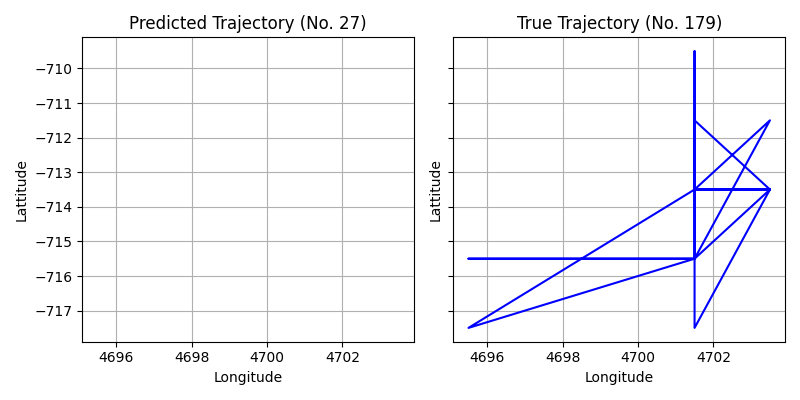 Predicted Trajectory (No. 27)
True Trajectory (No. 179)
Lattitude
−710
−711
−712
−713
−714
−715
−716
−717
4696 4698 4700 4702
Longitude
Lattitude
4696 4698 4700 4702
Longitude